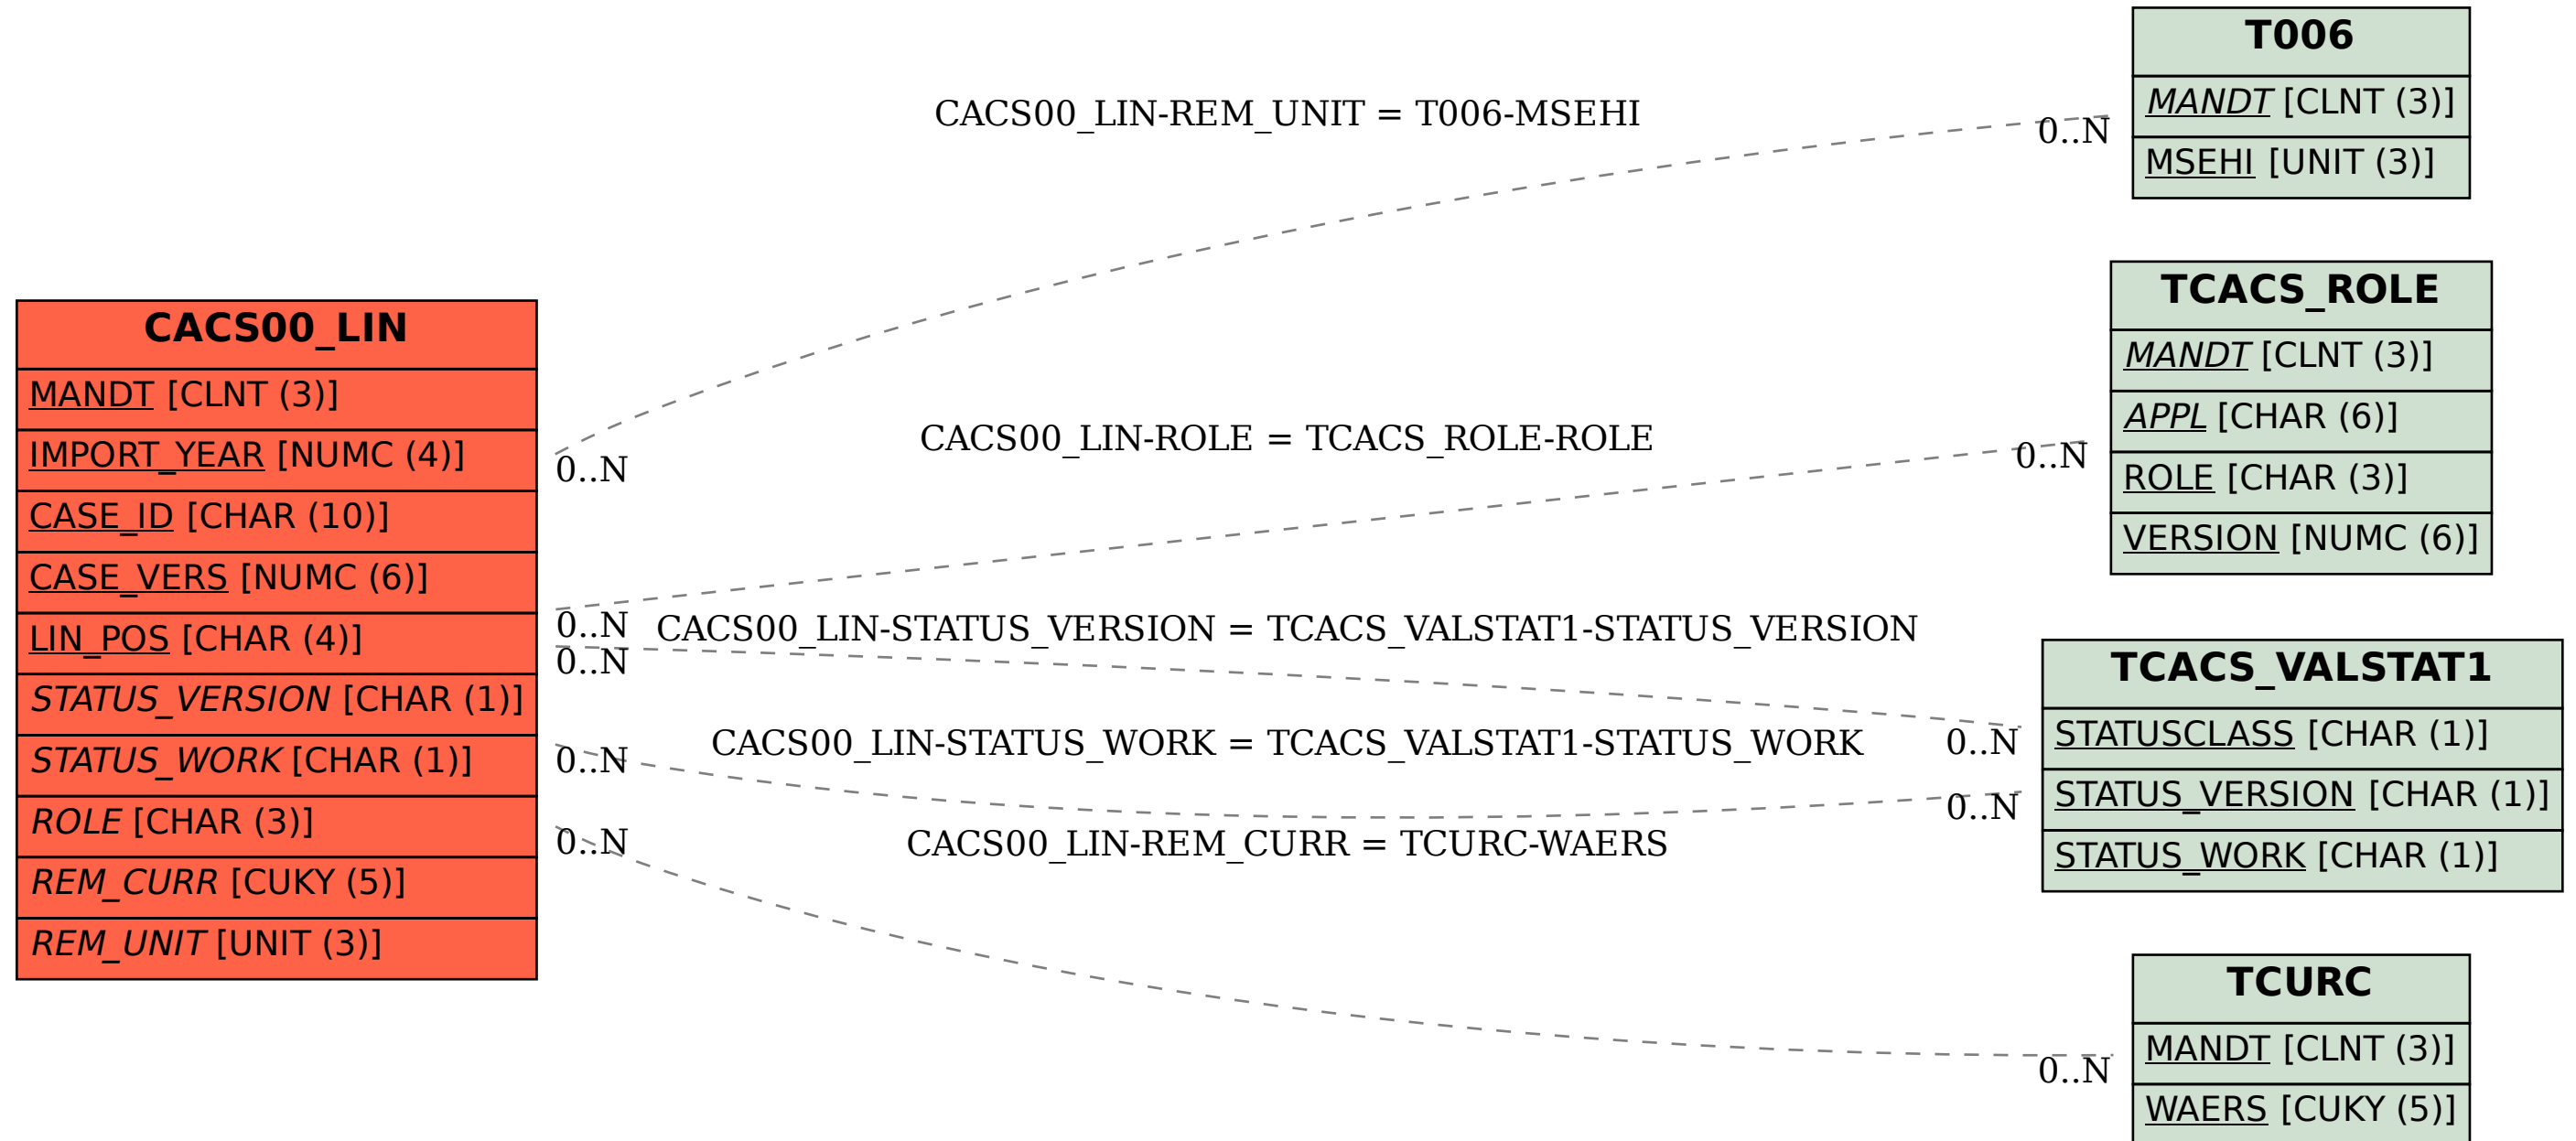 CACS00_LIN
MANDT [CLNT (3)]
IMPORT_YEAR [NUMC (4)]
CASE_ID [CHAR (10)]
CASE_VERS [NUMC (6)]
LIN_POS [CHAR (4)]
STATUS_VERSION [CHAR (1)]
STATUS_WORK [CHAR (1)]
ROLE [CHAR (3)]
REM_CURR [CUKY (5)]
REM_UNIT [UNIT (3)]
CACS00_LIN-REM_UNIT = T006-MSEHI
0..N
0..N
CACS00_LIN-ROLE = TCACS_ROLE-ROLE
0..N
0..N
CACS00_LIN-STATUS_VERSION = TCACS_VALSTAT1-STATUS_VERSION
0..N
0..N
CACS00_LIN-STATUS_WORK = TCACS_VALSTAT1-STATUS_WORK
0..N
0..N
CACS00_LIN-REM_CURR = TCURC-WAERS
0..N
0..N
T006
MANDT [CLNT (3)]
MSEHI [UNIT (3)]
TCACS_ROLE
MANDT [CLNT (3)]
APPL [CHAR (6)]
ROLE [CHAR (3)]
VERSION [NUMC (6)]
TCACS_VALSTAT1
STATUSCLASS [CHAR (1)]
STATUS_VERSION [CHAR (1)]
STATUS_WORK [CHAR (1)]
TCURC
MANDT [CLNT (3)]
WAERS [CUKY (5)]